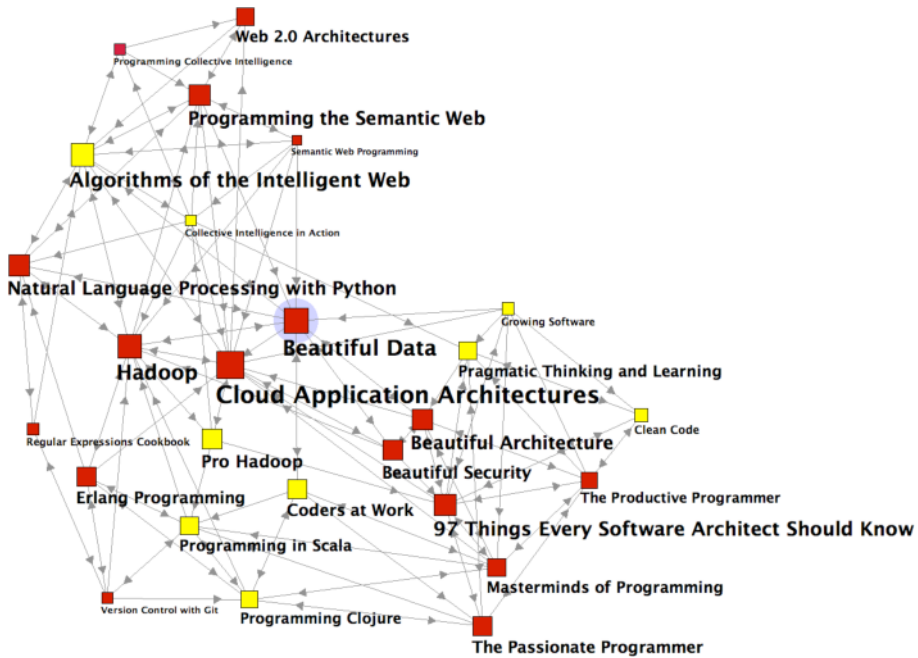 Web 2.0 Architectures
Programming Collective Intelligence
Programming the Semantic Web
Semantic Web Programming
Algorithms of the Intelligent Web
Collective Intelligence in Action
Natural Language Processing with Python
Growing Software
Beautiful Data
Hadoop
Pragmatic Thinking and Learning
Cloud Application Architectures
Clean Code
Regular Expressions Cookbook
Beautiful Architecture
Pro Hadoop
Beautiful Security
Erlang Programming
The Productive Programmer
Coders at Work
97 Things Every Software Architect Should Know
Programming in Scala
Masterminds of Programming
Version Control with Git
Programming Clojure
The Passionate Programmer